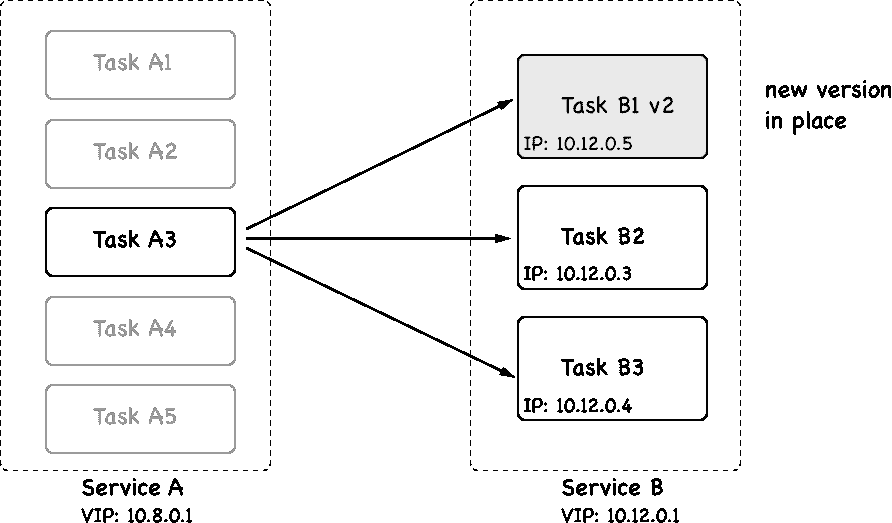 Task A1
Task A2
Task A3
Task A4
Task A5
Service A
VIP: 10.8.0.1
Task B1 v2
IP: 10.12.0.5
Task B2
IP: 10.12.0.3
Task B3
IP: 10.12.0.4
Service B
VIP: 10.12.0.1
new version
in place